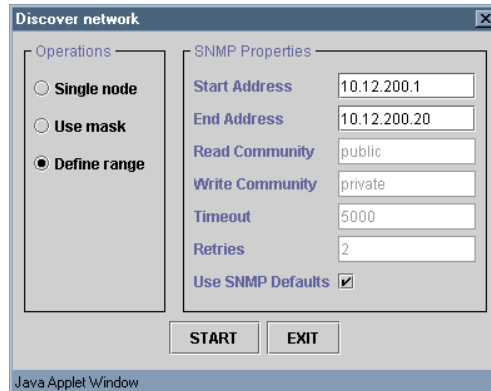 Discover network
Operations
Single node
Use mask
Define range
SNMP Properties
Start Address 10.12.200.1
End Address 10.12.200.20
Read Community public
Write Community private
Timeout 5000
Retries 2
Use SNMP Defaults
START EXIT
Java Applet Window